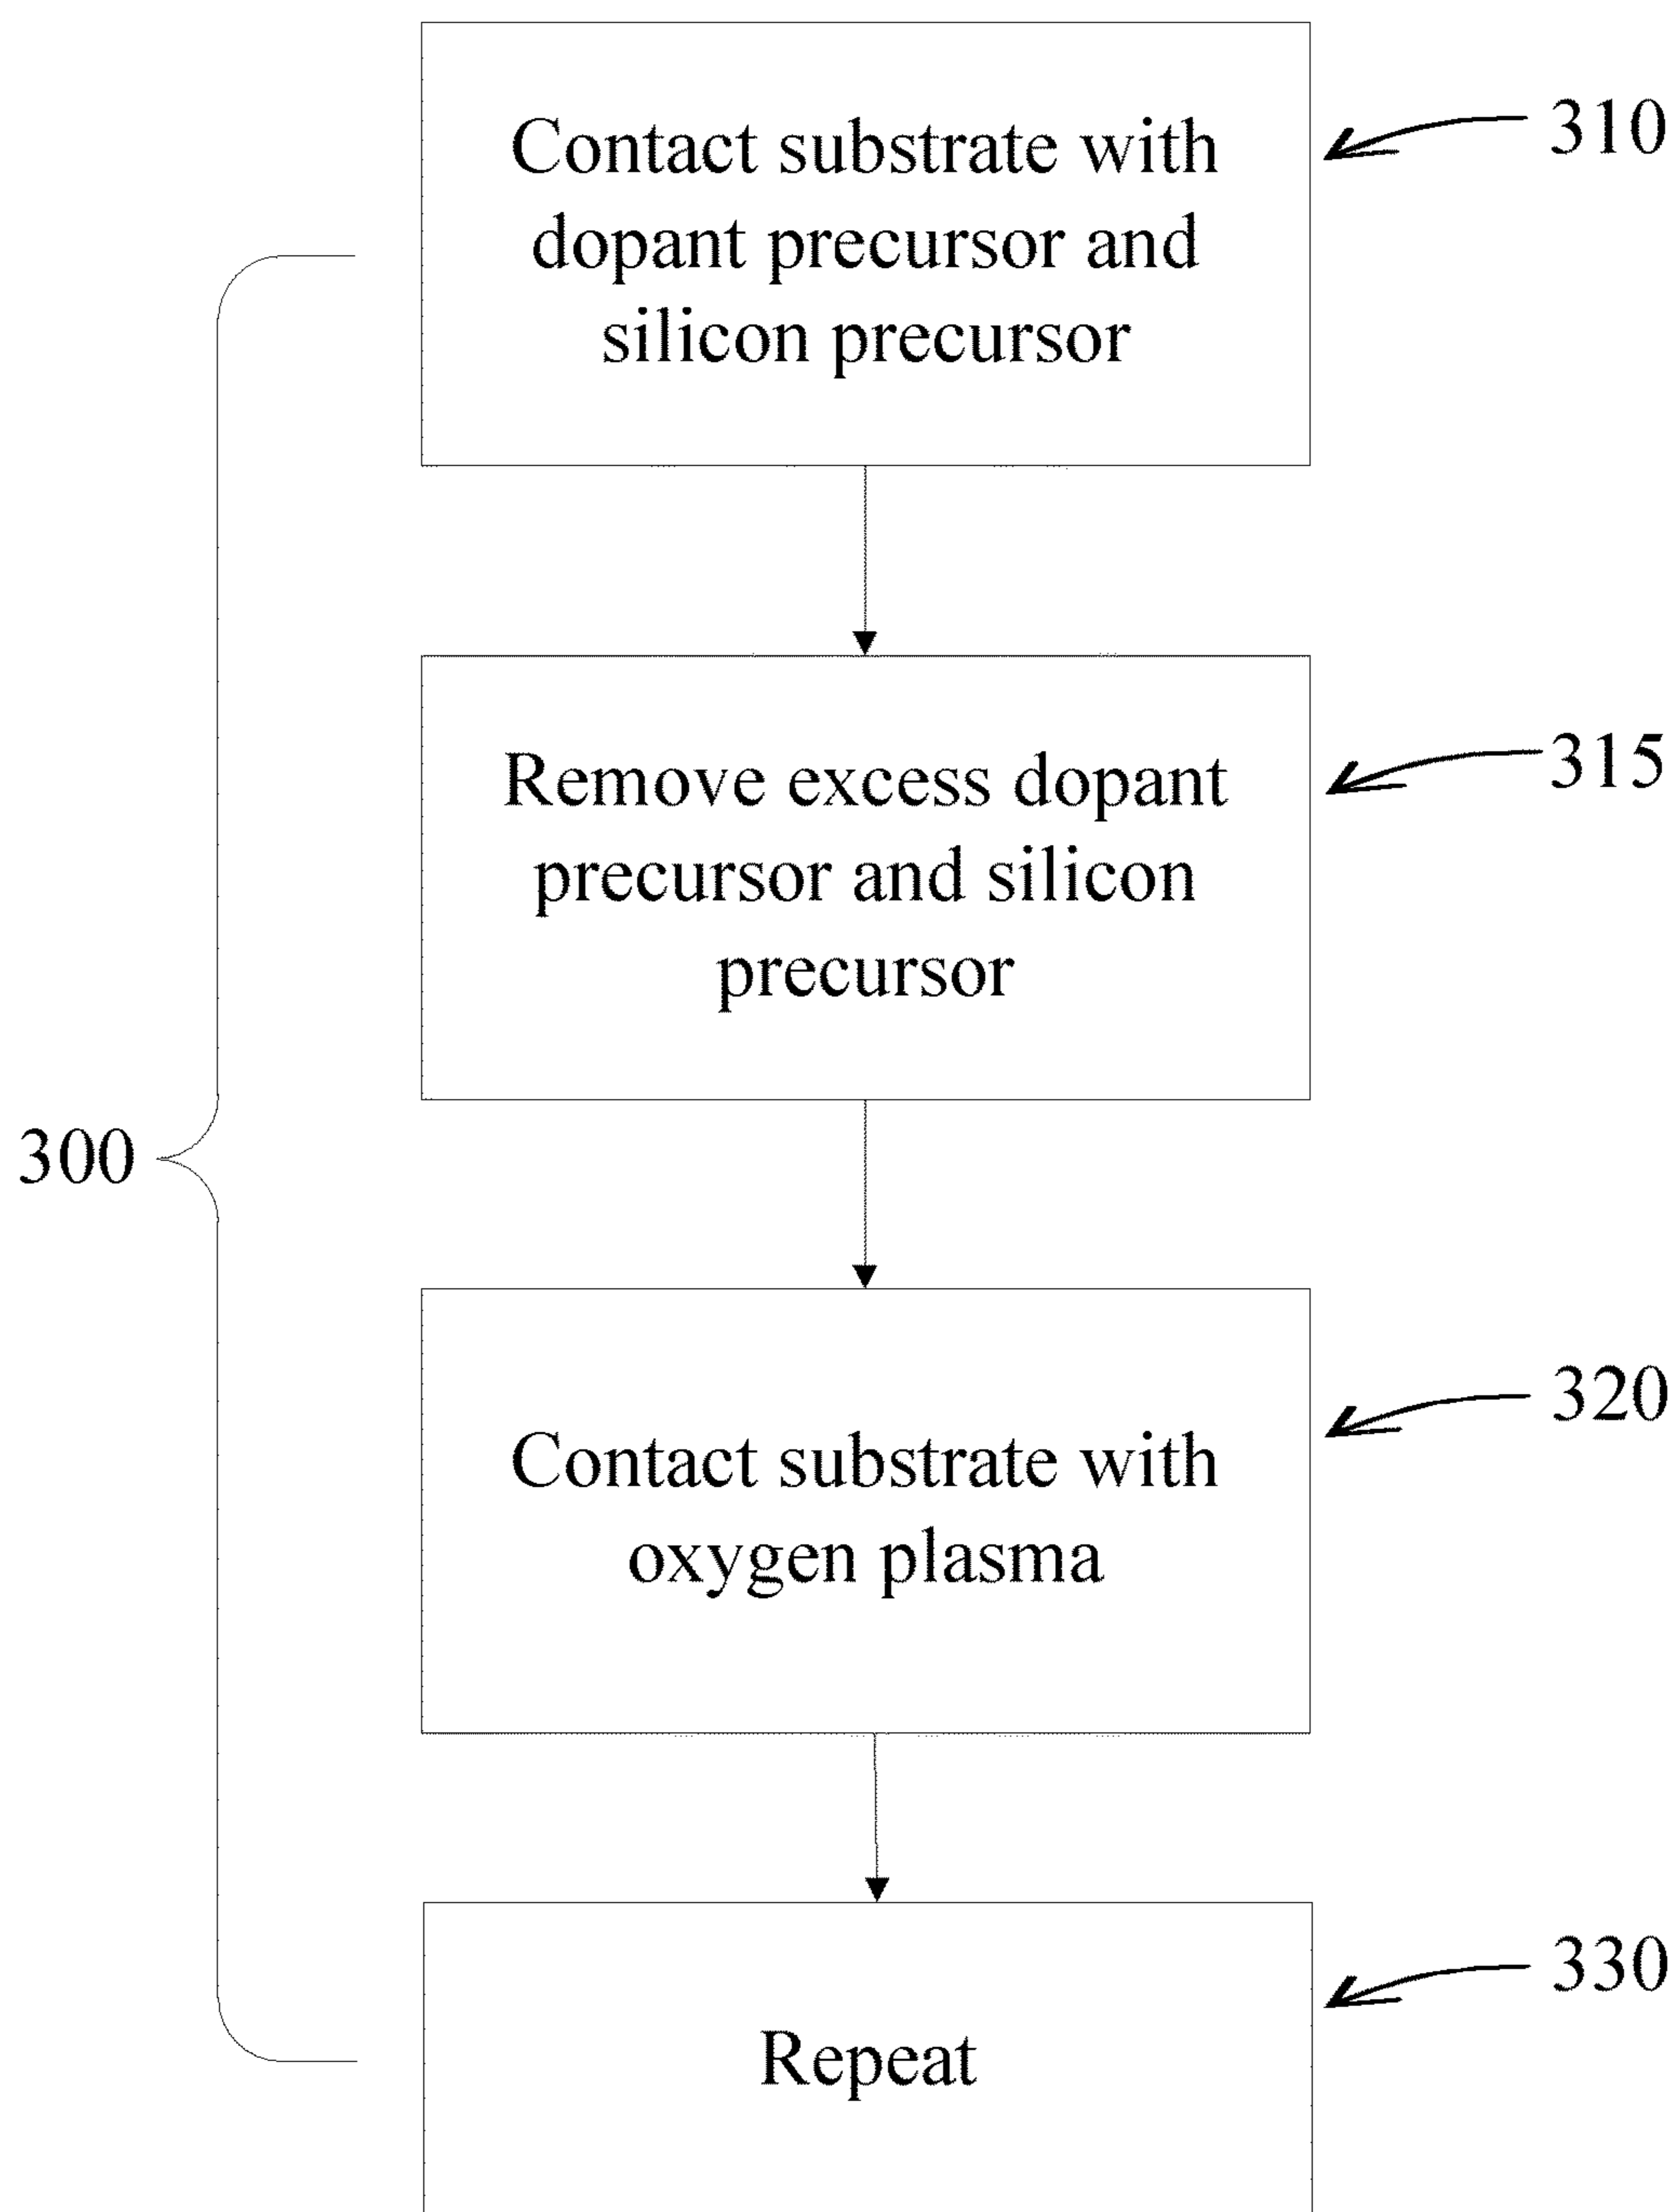 Contact substrate with
dopant precursor and
silicon precursor
310
Remove excess dopant
precursor and silicon
precursor
315
300
Contact substrate with
oxygen plasma
320
Repeat
330